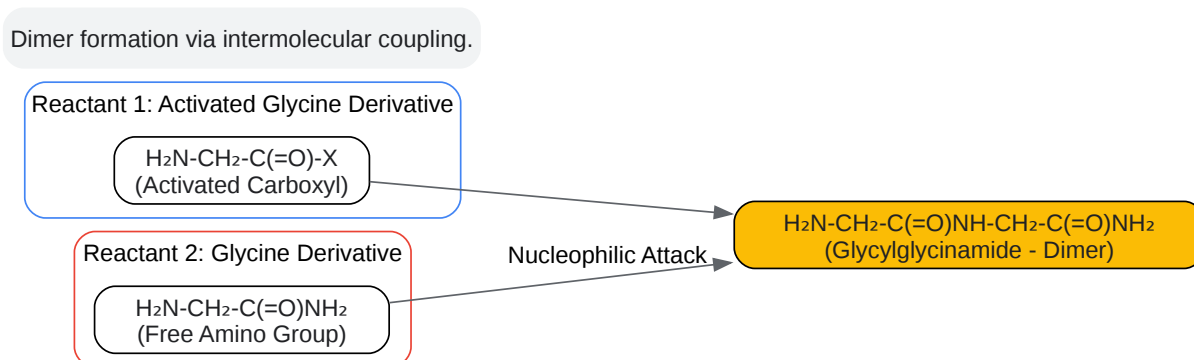 Dimer formation via intermolecular coupling.
Reactant 1: Activated Glycine Derivative
H₂N-CH₂-C(=O)-X
(Activated Carboxyl)
Reactant 2: Glycine Derivative
H₂N-CH₂-C(=O)NH₂
(Free Amino Group)
Nucleophilic Attack
H₂N-CH₂-C(=O)NH-CH₂-C(=O)NH₂
(Glycylglycinamide - Dimer)